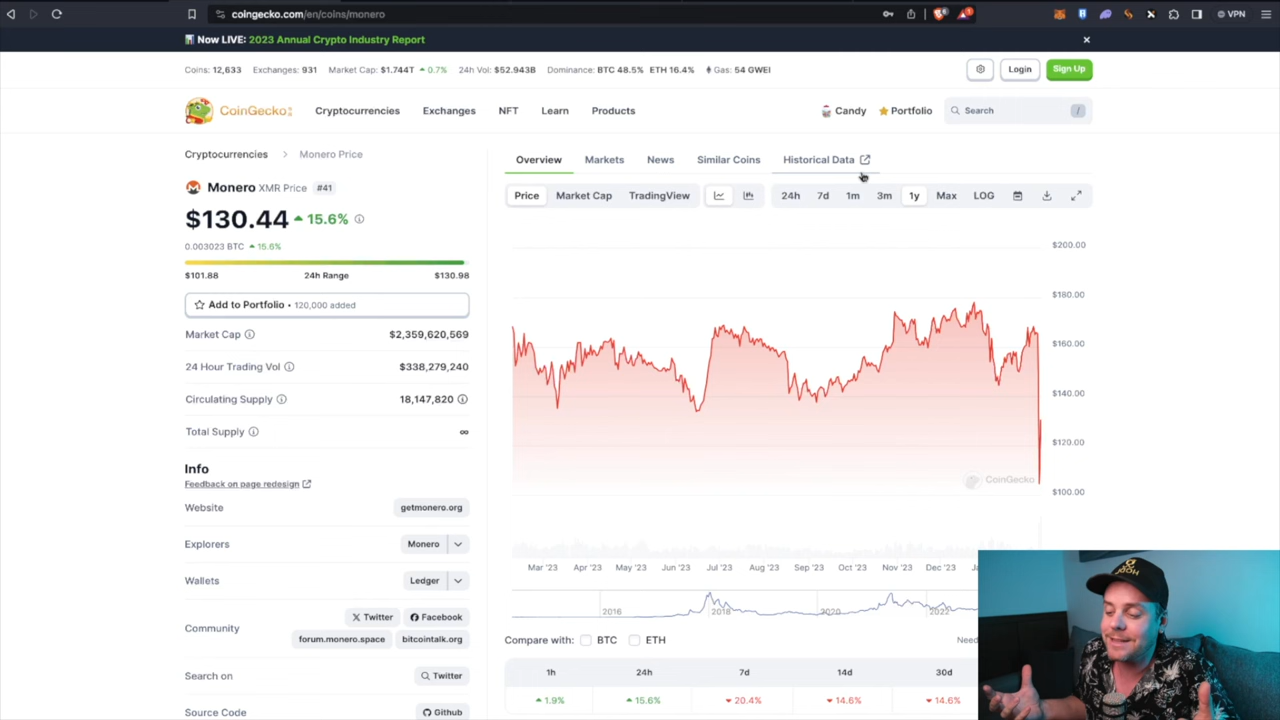 coingecko.com/en/coins/monero
VPN
Now LIVE: 2023 Annual Crypto Industry Report
Coins: 12,633 Exchanges: 931 Market Cap: $1.744T 0.7% 24h Vol: $52.943B Dominance: BTC 48.5% ETH 16.4% Gas: 54 GWEI
Login
Sign Up
CoinGecko
Cryptocurrencies Exchanges NFT Learn Products
Candy Portfolio Search /
Cryptocurrencies > Monero Price
Monero XMR Price #41
$130.44 15.6%
0.003023 BTC 15.6%
$101.88 24h Range $130.98
Add to Portfolio • 120,000 added
Market Cap $2,359,620,569
24 Hour Trading Vol $338,279,240
Circulating Supply 18,147,820
Total Supply ∞
Info
Feedback on page redesign
Website getmonero.org
Explorers Monero
Wallets Ledger
Community
Twitter Facebook
forum.monero.space bitcointalk.org
Search on Twitter
Source Code Github
Overview Markets News Similar Coins Historical Data
Price Market Cap TradingView 24h 7d 1m 3m 1y Max LOG
$200.00
$180.00
$160.00
$140.00
$120.00
$100.00
CoinGecko
Mar '23 Apr '23 May '23 Jun '23 Jul '23 Aug '23 Sep '23 Oct '23 Nov '23 Dec '23
2016 2018 2020 2022
Compare with: BTC ETH
1h 24h 7d 14d 30d
1.9% 15.6% 20.4% 14.6% 14.6%